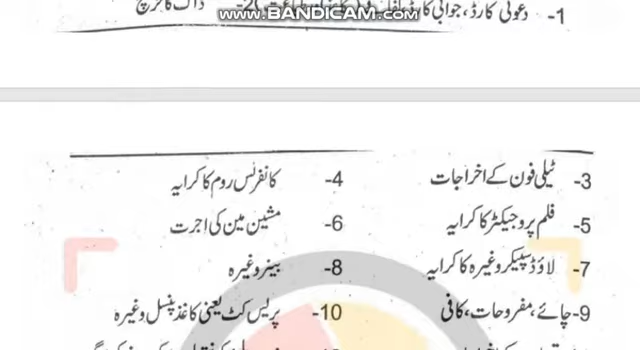 WWW.BANDICAM.COM
1- دعوتی کارڈ، جوابی کارڈ 2- ڈاک کا خرچ
3- ٹیلی فون کے اخراجات 4- کانفرنس روم کا کرایہ
5- فلم پروجیکٹر کا کرایہ 6- مشین مین کی اجرت
7- لاؤڈ سپیکر وغیرہ کا کرایہ 8- بینر وغیرہ
9- چائے، مفروحات، کافی 10- پریس کٹ یعنی کاغذ پنسل وغیرہ